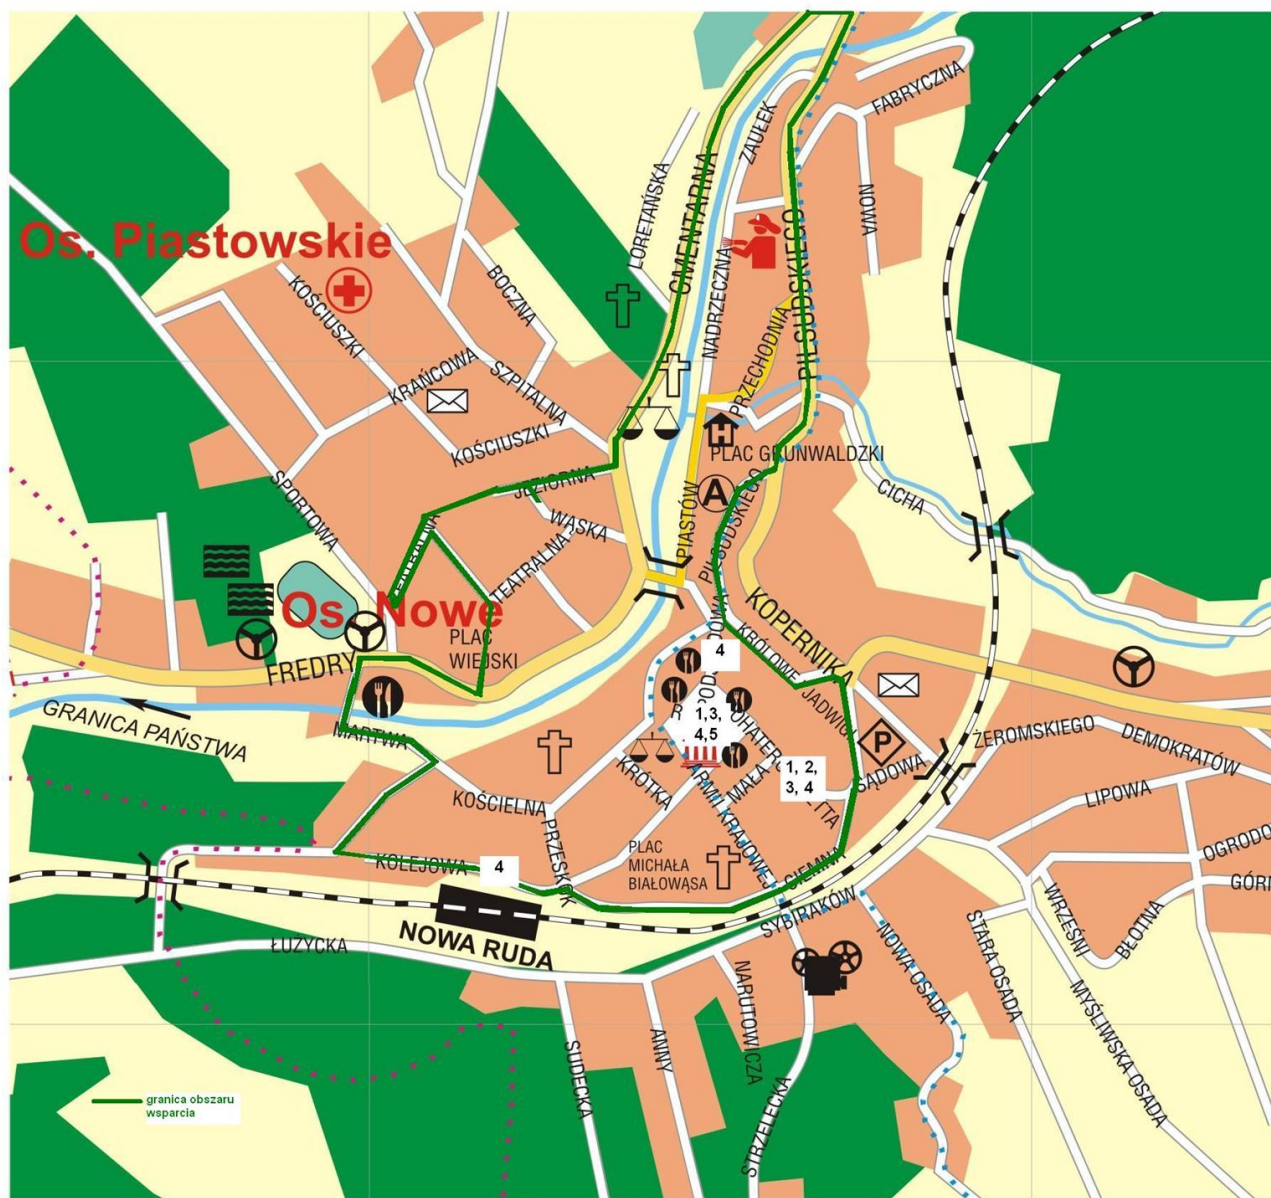 FABRYCZNA
ZAUŁEK
CMENTARNA
LORETAŃSKA
NOWA
Os. Piastowskie
PIŁSUDSKIEGO
NADRZECZNA
BOCZNA
KOŚCIUSZKI
PRZECHODNIA
KRAŃCOWA
SZPITALNA
KOŚCIUSZKI
H
PLAC GRUNWALDZKI
JEZIORNA
SPORTOWA
A
CICHA
WĄSKA
PIASTÓW
PIŁSUDSKIEGO
TEATRALNA
Os. Nowe
KOPERNIKA
PLAC
WIEJSKI
4
KRÓLOWEJ JADWIGI
FREDRY
GRANICA PAŃSTWA
MARTWA
1,3,
4,5
P
ŻEROMSKIEGO
DEMOKRATÓW
KRÓTKA
MAŁA
1, 2,
3, 4
SĄDOWA
LIPOWA
KOŚCIELNA
ARMII KRAJOWEJ
PRZESKOK
PLAC
MICHAŁA
BIAŁOWĄSA
OGRODO
KOLEJOWA
4
CIEMNA
GÓRN
SYBIRAKÓW
WRZEŚNI
BŁOTNA
NOWA RUDA
ŁUŻYCKA
NOWA OSADA
STARA OSADA
NARUTOWICZA
MYŚLIWSKA OSADA
SUDECKA
ANNY
STRZELECKA
granica obszaru
wsparcia